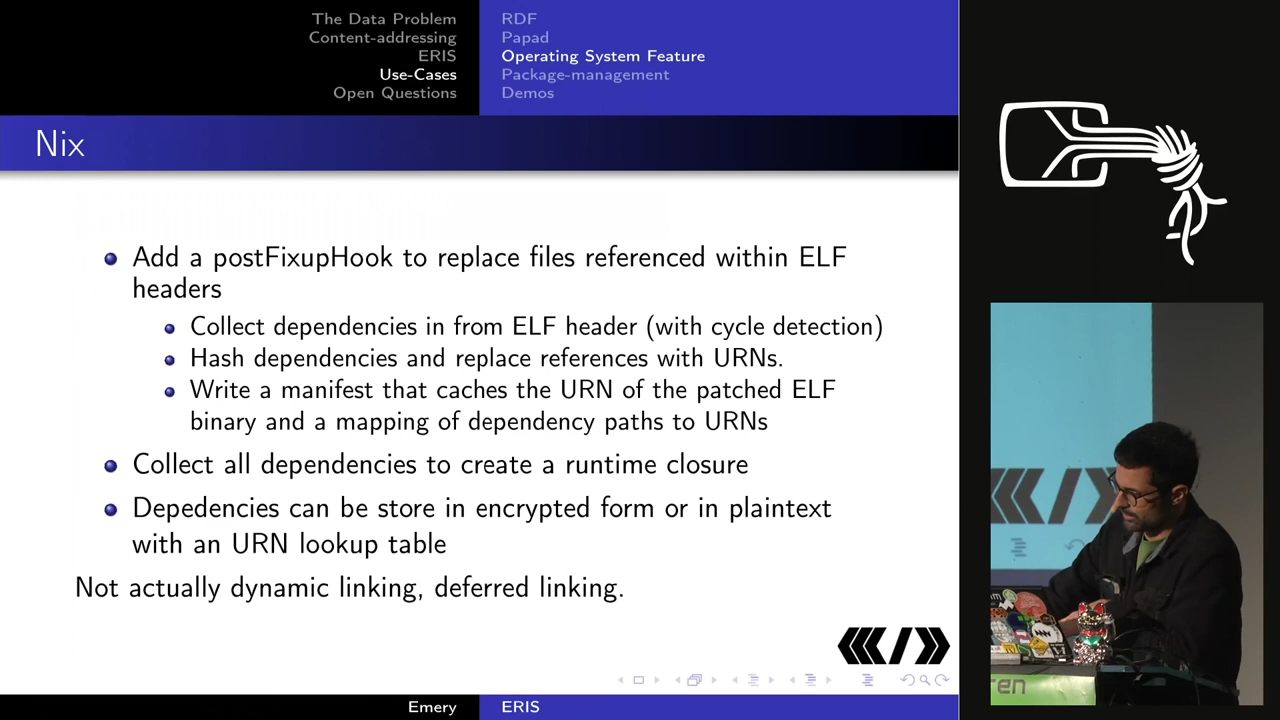 The Data Problem
Content-addressing
ERIS
Use-Cases
Open Questions
RDF
Papad
Operating System Feature
Package-management
Demos
Nix
Add a postFixupHook to replace files referenced within ELF
headers
Collect dependencies in from ELF header (with cycle detection)
Hash dependencies and replace references with URNs.
Write a manifest that caches the URN of the patched ELF
binary and a mapping of dependency paths to URNs
Collect all dependencies to create a runtime closure
Depedencies can be store in encrypted form or in plaintext
with an URN lookup table
Not actually dynamic linking, deferred linking.
Emery
ERIS